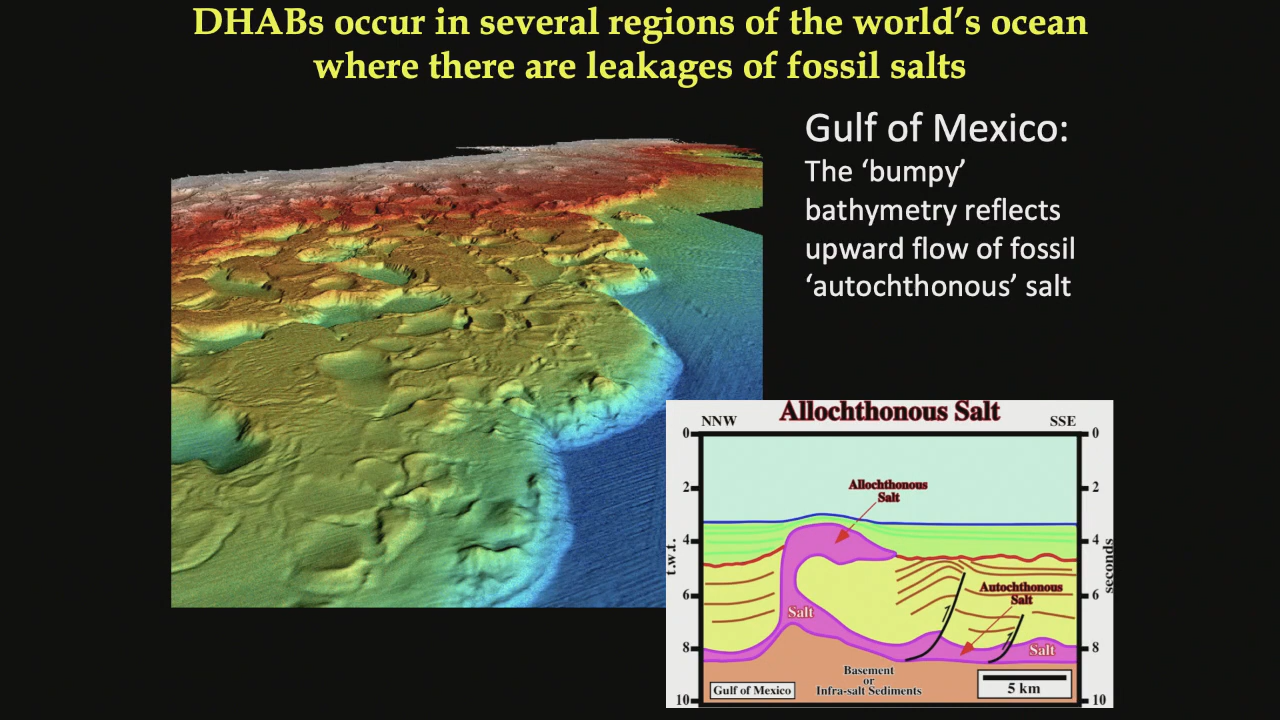 DHABs occur in several regions of the world's ocean
where there are leakages of fossil salts
Gulf of Mexico:
The ‘bumpy’
bathymetry reflects
upward flow of fossil
‘autochthonous’ salt
Allochthonous Salt
NNW
SSE
0
0
2
2
Allochthonous
Salt
4
4
t.w.t.
seconds
Autochthonous
Salt
6
6
Salt
Salt
8
8
Basement
or
Infra-salt Sediments
Gulf of Mexico
5 km
10
10